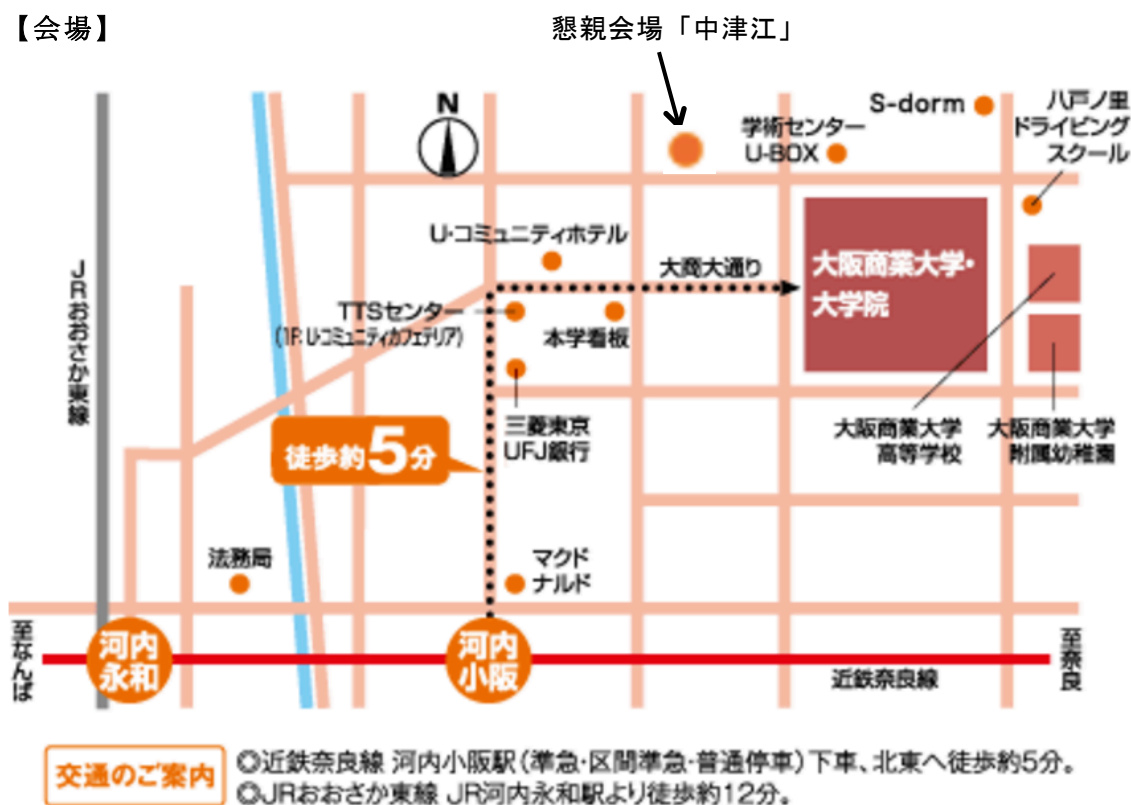 【会場】
懇親会場「中津江」
N
S-dorm
八戸ノ里
ドライビング
スクール
学術センター
U-BOX
U・コミュニティホテル
大商大通り
大阪商業大学・
大学院
JRおおさか東線
TTSセンター
(1F. U・コミュニティカフェテリア)
本学看板
三菱東京
UFJ銀行
大阪商業大学
高等学校
大阪商業大学
附属幼稚園
徒歩約5分
法務局
マクド
ナルド
至なんば
河内
永和
河内
小阪
近鉄奈良線
至奈良
交通のご案内
◎近鉄奈良線 河内小阪駅(準急・区間準急・普通停車)下車、北東へ徒歩約5分。
◎JRおおさか東線 JR河内永和駅より徒歩約12分。